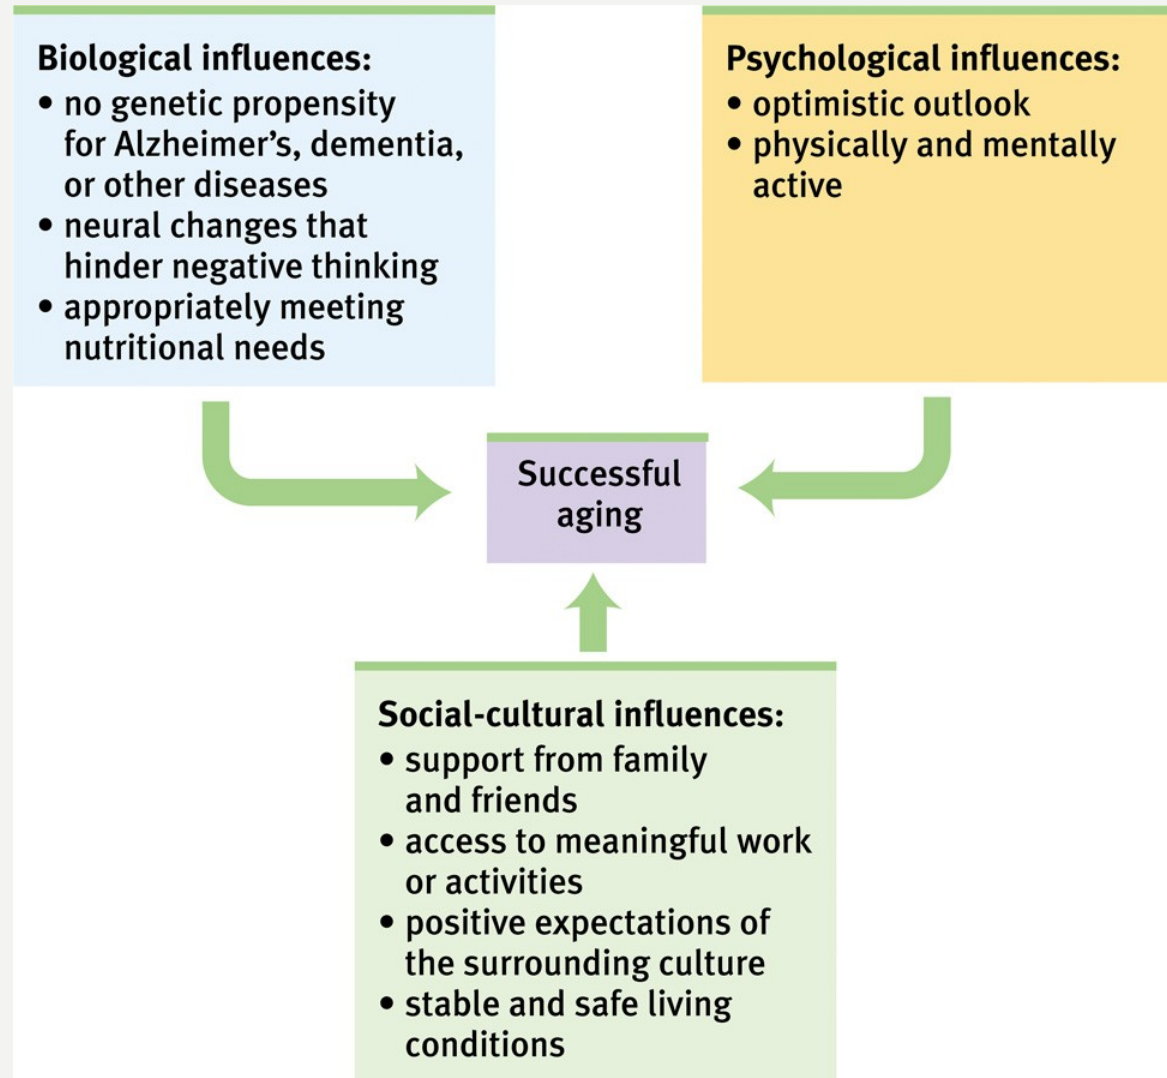 Biological influences:
• no genetic propensity
for Alzheimer’s, dementia,
or other diseases
• neural changes that
hinder negative thinking
• appropriately meeting
nutritional needs
Psychological influences:
• optimistic outlook
• physically and mentally
active
Successful
aging
Social-cultural influences:
• support from family
and friends
• access to meaningful work
or activities
• positive expectations of
the surrounding culture
• stable and safe living
conditions